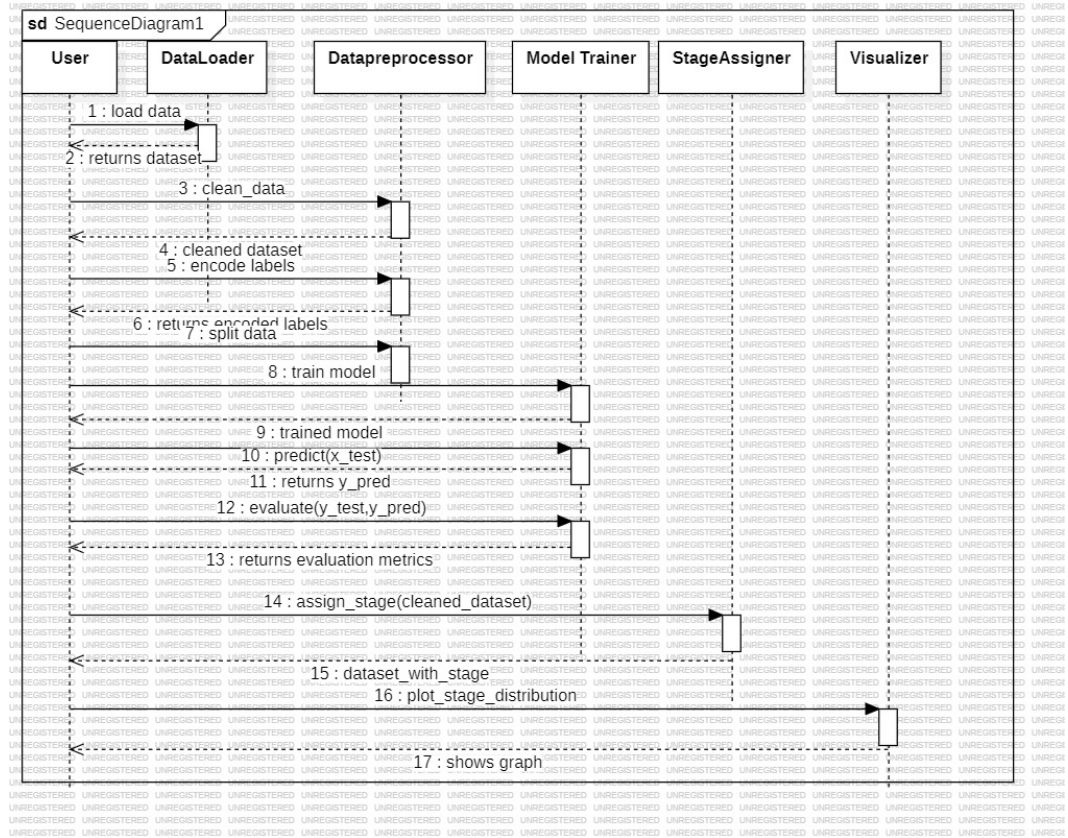 sd SequenceDiagram1
User
DataLoader
Datapreprocessor
Model Trainer
StageAssigner
Visualizer
1 : load data
2 : returns dataset
3 : clean_data
4 : cleaned dataset
5 : encode labels
6 : returns encoded labels
7 : split data
8 : train model
9 : trained model
10 : predict(x_test)
11 : returns y_pred
12 : evaluate(y_test,y_pred)
13 : returns evaluation metrics
14 : assign_stage(cleaned_dataset)
15 : dataset_with_stage
16 : plot_stage_distribution
17 : shows graph
UNREGISTERED